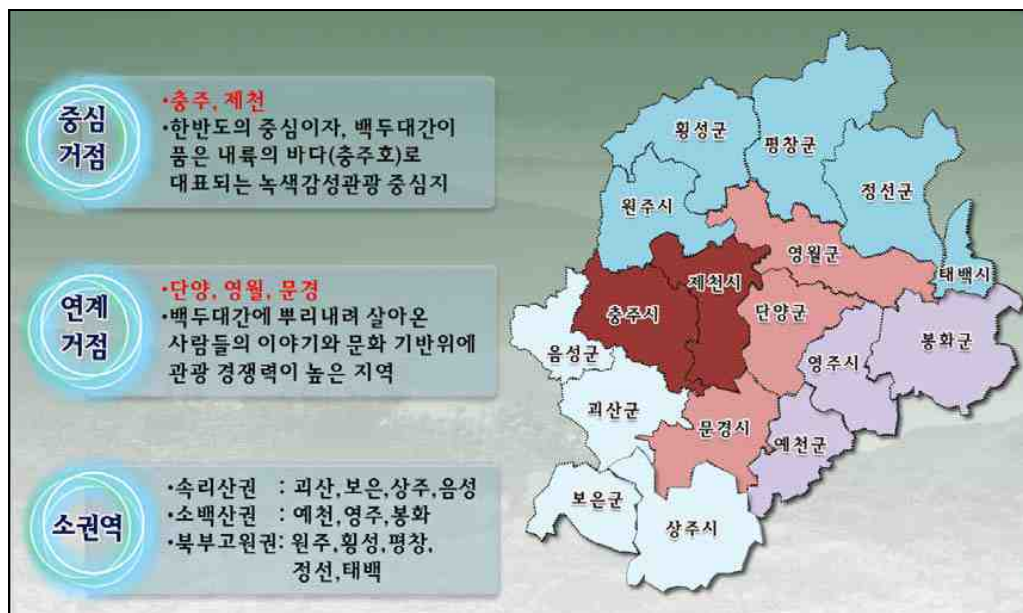 중심
거점
•충주, 제천
•한반도의 중심이자, 백두대간이
품은 내륙의 바다(충주호)로
대표되는 녹색감성관광 중심지
연계
거점
•단양, 영월, 문경
•백두대간에 뿌리내려 살아온
사람들의 이야기와 문화 기반위에
관광 경쟁력이 높은 지역
소권역
•속리산권 : 괴산,보은,상주,음성
•소백산권 : 예천,영주,봉화
•북부고원권: 원주,횡성,평창,
정선,태백
횡성군
평창군
정선군
원주시
영월군
태백시
제천시
충주시
단양군
음성군
영주시
봉화군
괴산군
문경시
예천군
보은군
상주시